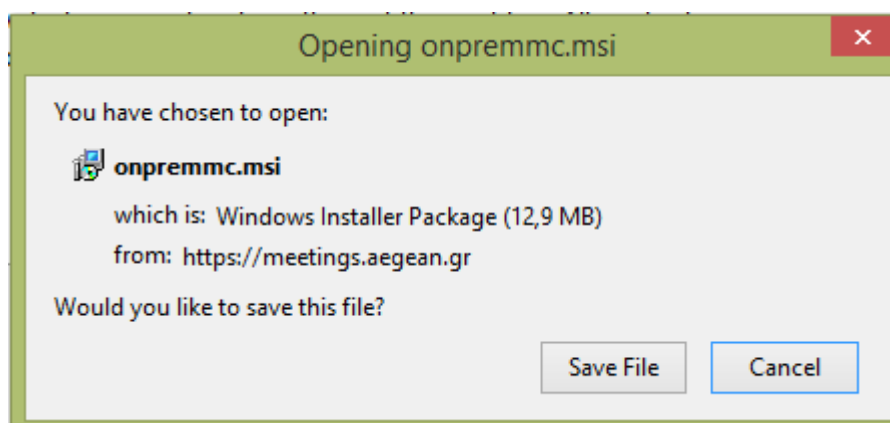 Opening onpremmc.msi
You have chosen to open:
onpremmc.msi
which is: Windows Installer Package (12,9 MB)
from: https://meetings.aegean.gr
Would you like to save this file?
Save File
Cancel